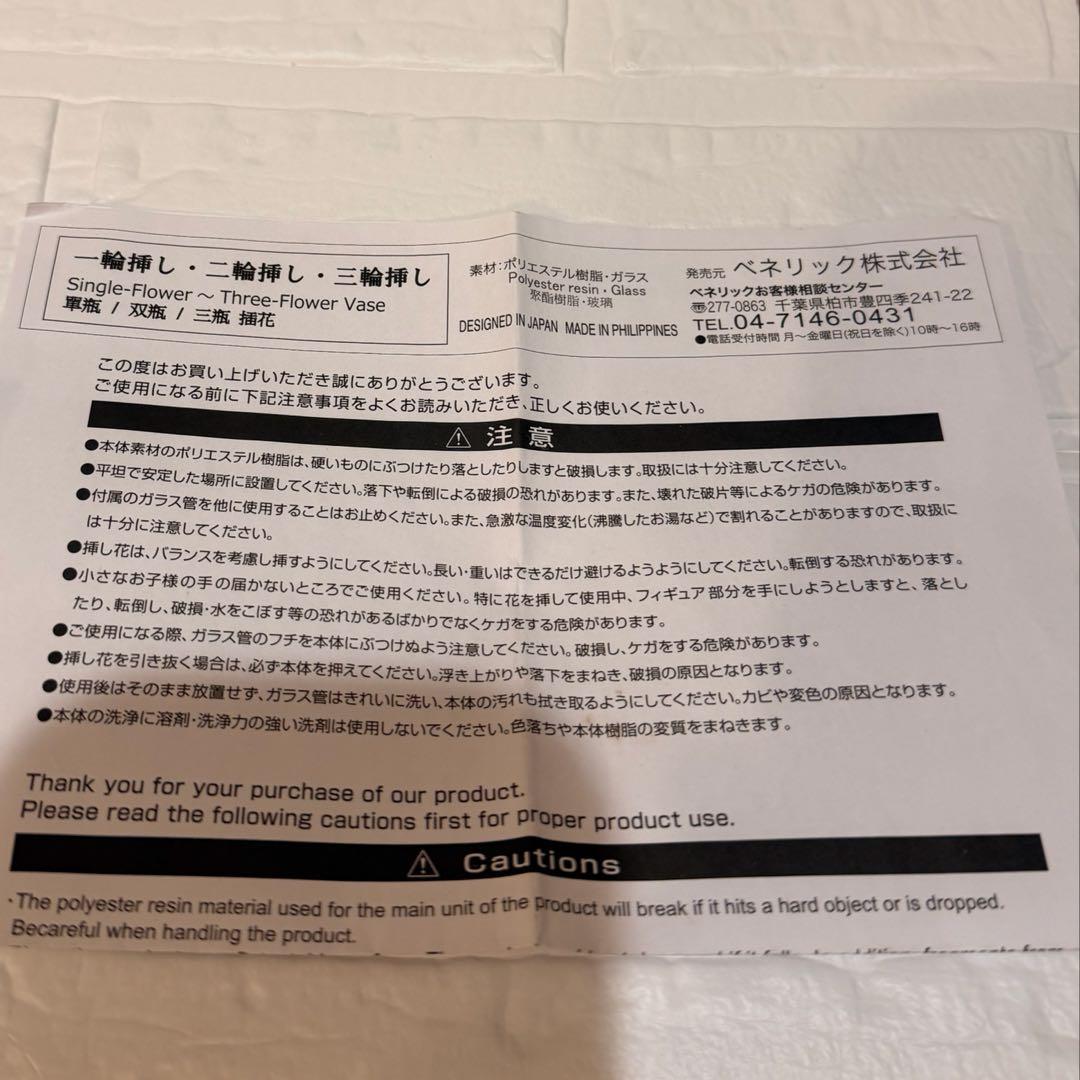 一輪挿し・二輪挿し・三輪挿し
Single-Flower ～ Three-Flower Vase
單瓶 / 双瓶 / 三瓶 插花
素材：ポリエステル樹脂・ガラス
Polyester resin・Glass
聚酯樹脂・玻璃
DESIGNED IN JAPAN MADE IN PHILIPPINES
発売元 ベネリック株式会社
ベネリックお客様相談センター
〠277-0863 千葉県柏市豊四季241-22
TEL.04-7146-0431
●電話受付時間 月～金曜日(祝日を除く)10時～16時
この度はお買い上げいただき誠にありがとうございます。
ご使用になる前に下記注意事項をよくお読みいただき、正しくお使いください。
⚠ 注 意
●本体素材のポリエステル樹脂は、硬いものにぶつけたり落としたりしますと破損します。取扱には十分注意してください。
●平坦で安定した場所に設置してください。落下や転倒による破損の恐れがあります。また、壊れた破片等によるケガの危険があります。
●付属のガラス管を他に使用することはお止めください。また、急激な温度変化（沸騰したお湯など）で割れることがありますので、取扱に
は十分に注意してください。
●挿し花は、バランスを考慮し挿すようにしてください。長い・重いはできるだけ避けるようようにしてください。転倒する恐れがあります。
●小さなお子様の手の届かないところでご使用ください。特に花を挿して使用中、フィギュア部分を手にしようとしますと、落とし
たり、転倒し、破損・水をこぼす等の恐れがあるばかりでなくケガをする危険があります。
●ご使用になる際、ガラス管のフチを本体にぶつけぬよう注意してください。破損し、ケガをする危険があります。
●挿し花を引き抜く場合は、必ず本体を押えてください。浮き上がりや落下をまねき、破損の原因となります。
●使用後はそのまま放置せず、ガラス管はきれいに洗い、本体の汚れも拭き取るようにしてください。カビや変色の原因となります。
●本体の洗浄に溶剤・洗浄力の強い洗剤は使用しないでください。色落ちや本体樹脂の変質をまねきます。
Thank you for your purchase of our product.
Please read the following cautions first for proper product use.
⚠ Cautions
・The polyester resin material used for the main unit of the product will break if it hits a hard object or is dropped.
Becareful when handling the product.